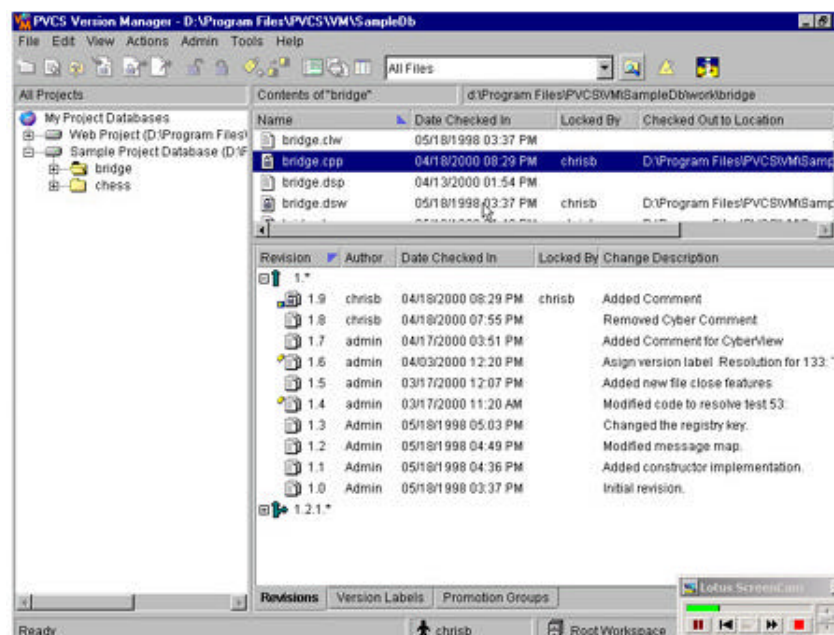 PVCS Version Manager - D:\Program Files\PVCS\VM\SampleDb
File Edit View Actions Admin Tools Help
All Files
All Projects
Contents of "bridge"
d:\Program Files\PVCS\VM\SampleDb\work\bridge
My Project Databases
Web Project (D:\Program Files\
Sample Project Database (D:\F
bridge
chess
Name Date Checked In Locked By Checked Out to Location
bridge.clw 05/18/1998 03:37 PM
bridge.cpp 04/18/2000 08:29 PM chrisb D:\Program Files\PVCS\VM\Samp
bridge.dsp 04/13/2000 01:54 PM
bridge.dsw 05/18/1998 03:37 PM chrisb D:\Program Files\PVCS\VM\Samp
Revision Author Date Checked In Locked By Change Description
1.*
1.9 chrisb 04/18/2000 08:29 PM chrisb Added Comment
1.8 chrisb 04/18/2000 07:55 PM Removed Cyber Comment
1.7 admin 04/17/2000 03:51 PM Added Comment for CyberView
1.6 admin 04/03/2000 12:20 PM Asign version label Resolution for 133:
1.5 admin 03/17/2000 12:07 PM Added new file close features
1.4 admin 03/17/2000 11:20 AM Modified code to resolve test 53:
1.3 Admin 05/18/1998 05:03 PM Changed the registry key.
1.2 Admin 05/18/1998 04:49 PM Modified message map.
1.1 Admin 05/18/1998 04:36 PM Added constructor implementation.
1.0 Admin 05/18/1998 03:37 PM Initial revision.
1.2.1.*
Revisions Version Labels Promotion Groups
Lotus ScreenCam
Ready chrisb Root Workspace